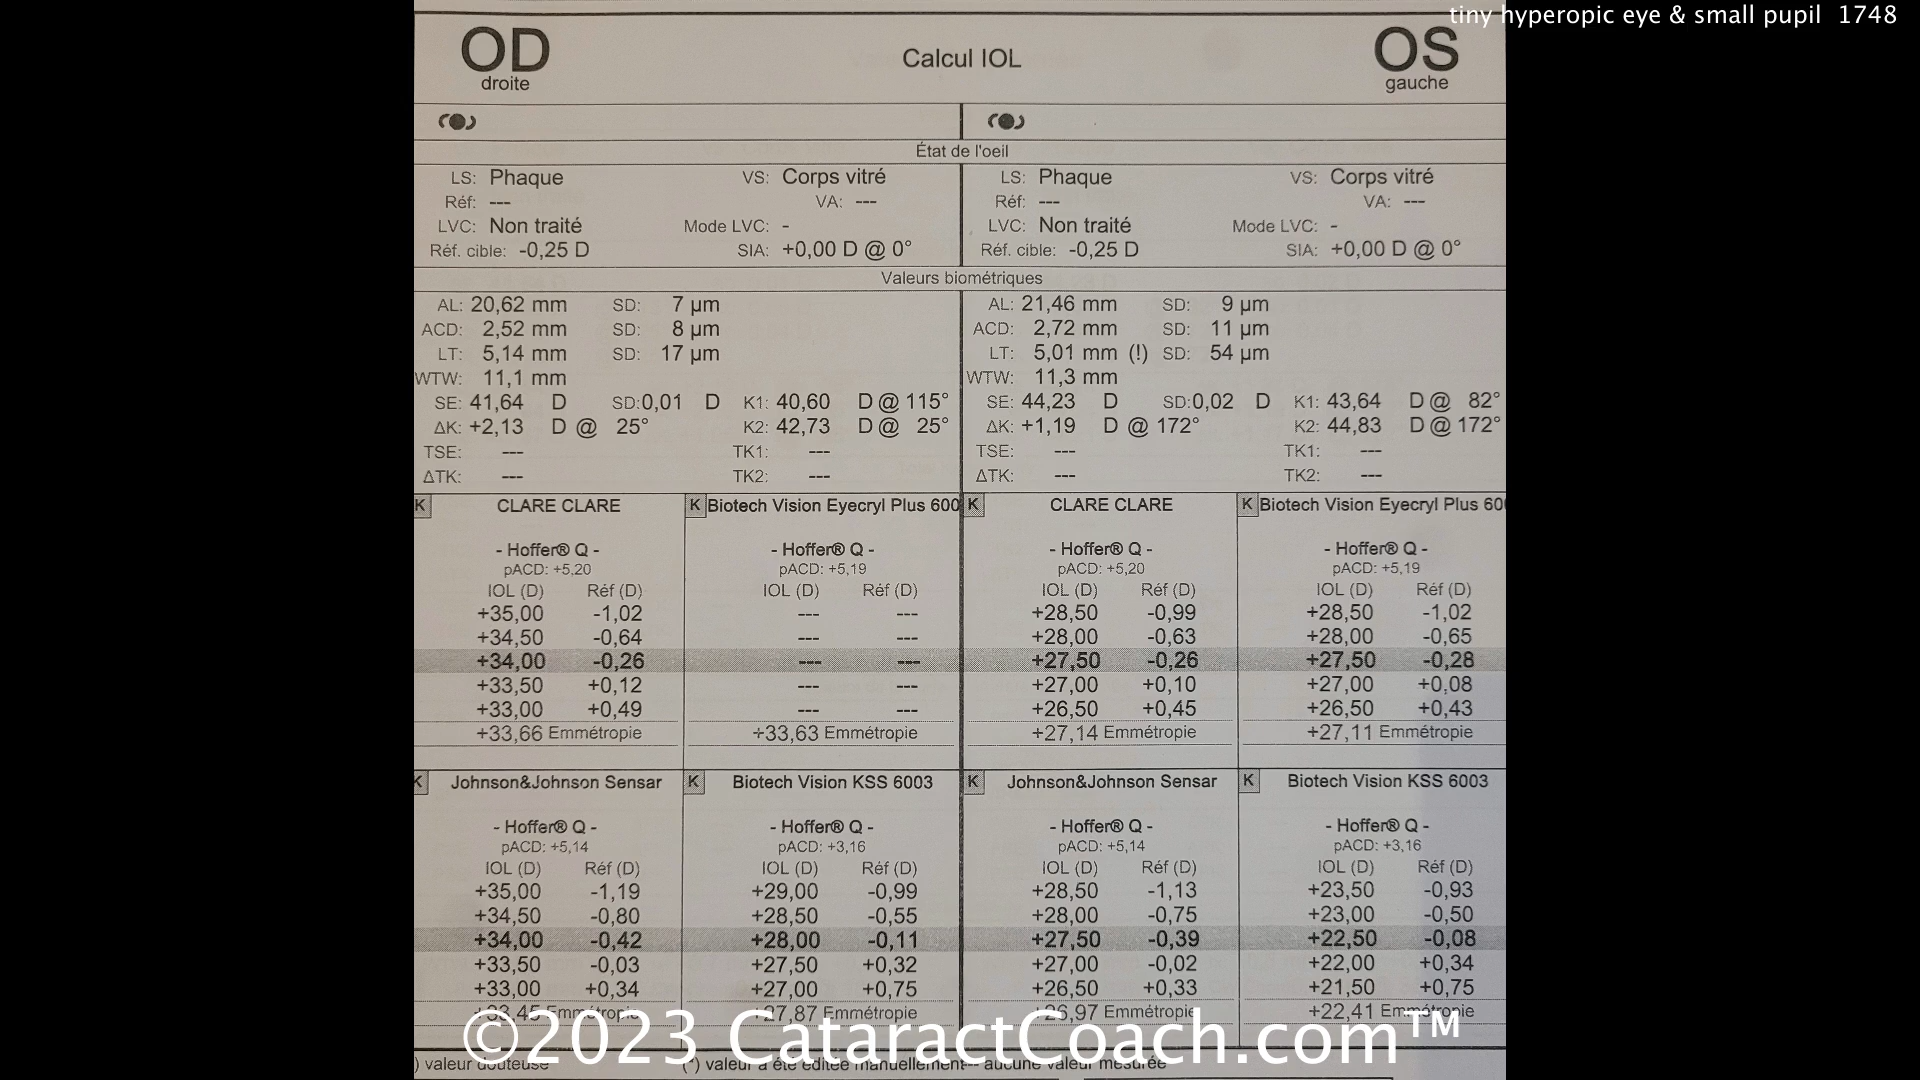 tiny hyperopic eye & small pupil 1748
OD
droite
Calcul IOL
OS
gauche
État de l'oeil
LS: Phaque VS: Corps vitré
Réf: --- VA: ---
LVC: Non traité Mode LVC: -
Réf. cible: -0,25 D SIA: +0,00 D @ 0°
LS: Phaque VS: Corps vitré
Réf: --- VA: ---
LVC: Non traité Mode LVC: -
Réf. cible: -0,25 D SIA: +0,00 D @ 0°
Valeurs biométriques
AL: 20,62 mm SD: 7 µm
ACD: 2,52 mm SD: 8 µm
LT: 5,14 mm SD: 17 µm
WTW: 11,1 mm
SE: 41,64 D SD:0,01 D K1: 40,60 D @ 115°
ΔK: +2,13 D @ 25° K2: 42,73 D @ 25°
TSE: --- TK1: ---
ΔTK: --- TK2: ---
AL: 21,46 mm SD: 9 µm
ACD: 2,72 mm SD: 11 µm
LT: 5,01 mm (!) SD: 54 µm
WTW: 11,3 mm
SE: 44,23 D SD:0,02 D K1: 43,64 D @ 82°
ΔK: +1,19 D @ 172° K2: 44,83 D @ 172°
TSE: --- TK1: ---
ΔTK: --- TK2: ---
K CLARE CLARE
- Hoffer® Q -
pACD: +5,20
IOL (D) Réf (D)
+35,00 -1,02
+34,50 -0,64
+34,00 -0,26
+33,50 +0,12
+33,00 +0,49
+33,66 Emmétropie
K Biotech Vision Eyecryl Plus 600
- Hoffer® Q -
pACD: +5,19
IOL (D) Réf (D)
--- ---
--- ---
--- ---
--- ---
--- ---
+33,63 Emmétropie
K CLARE CLARE
- Hoffer® Q -
pACD: +5,20
IOL (D) Réf (D)
+28,50 -0,99
+28,00 -0,63
+27,50 -0,26
+27,00 +0,10
+26,50 +0,45
+27,14 Emmétropie
K Biotech Vision Eyecryl Plus 60
- Hoffer® Q -
pACD: +5,19
IOL (D) Réf (D)
+28,50 -1,02
+28,00 -0,65
+27,50 -0,28
+27,00 +0,08
+26,50 +0,43
+27,11 Emmétropie
K Johnson&Johnson Sensar
- Hoffer® Q -
pACD: +5,14
IOL (D) Réf (D)
+35,00 -1,19
+34,50 -0,80
+34,00 -0,42
+33,50 -0,03
+33,00 +0,34
+33,45 Emmétropie
K Biotech Vision KSS 6003
- Hoffer® Q -
pACD: +3,16
IOL (D) Réf (D)
+29,00 -0,99
+28,50 -0,55
+28,00 -0,11
+27,50 +0,32
+27,00 +0,75
+27,87 Emmétropie
K Johnson&Johnson Sensar
- Hoffer® Q -
pACD: +5,14
IOL (D) Réf (D)
+28,50 -1,13
+28,00 -0,75
+27,50 -0,39
+27,00 -0,02
+26,50 +0,33
+26,97 Emmétropie
K Biotech Vision KSS 6003
- Hoffer® Q -
pACD: +3,16
IOL (D) Réf (D)
+23,50 -0,93
+23,00 -0,50
+22,50 -0,08
+22,00 +0,34
+21,50 +0,75
+22,41 Emmétropie
©2023 CataractCoach.com™
) valeur douteuse (*) valeur a été éditée manuellement --- aucune valeur mesurée